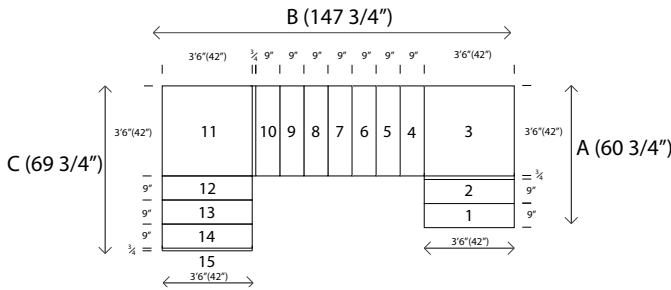 B (147 3/4”)
3’6”(42”) ¾ 9” 9” 9” 9” 9” 9” 9” 3’6”(42”)
C (69 3/4”)
3’6”(42”)
11 10 9 8 7 6 5 4 3
3’6”(42”)
A (60 3/4”)
¾
9” 12
2 9”
9” 13
1 9”
9” 14
¾
15
3’6”(42”)
3’6”(42”)